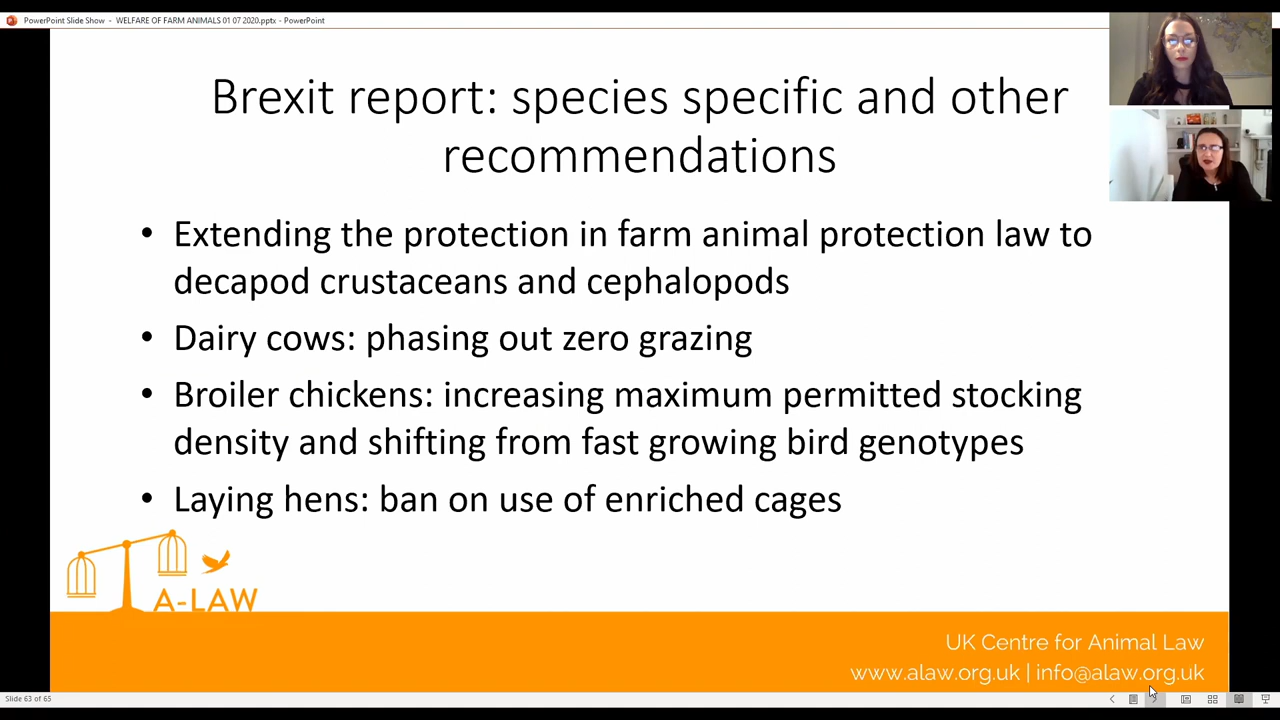 PowerPoint Slide Show - WELFARE OF FARM ANIMALS 01 07 2020.pptx - PowerPoint
Brexit report: species specific and other
recommendations
• Extending the protection in farm animal protection law to
decapod crustaceans and cephalopods
• Dairy cows: phasing out zero grazing
• Broiler chickens: increasing maximum permitted stocking
density and shifting from fast growing bird genotypes
• Laying hens: ban on use of enriched cages
A-LAW
UK Centre for Animal Law
www.alaw.org.uk | info@alaw.org.uk
Slide 63 of 65